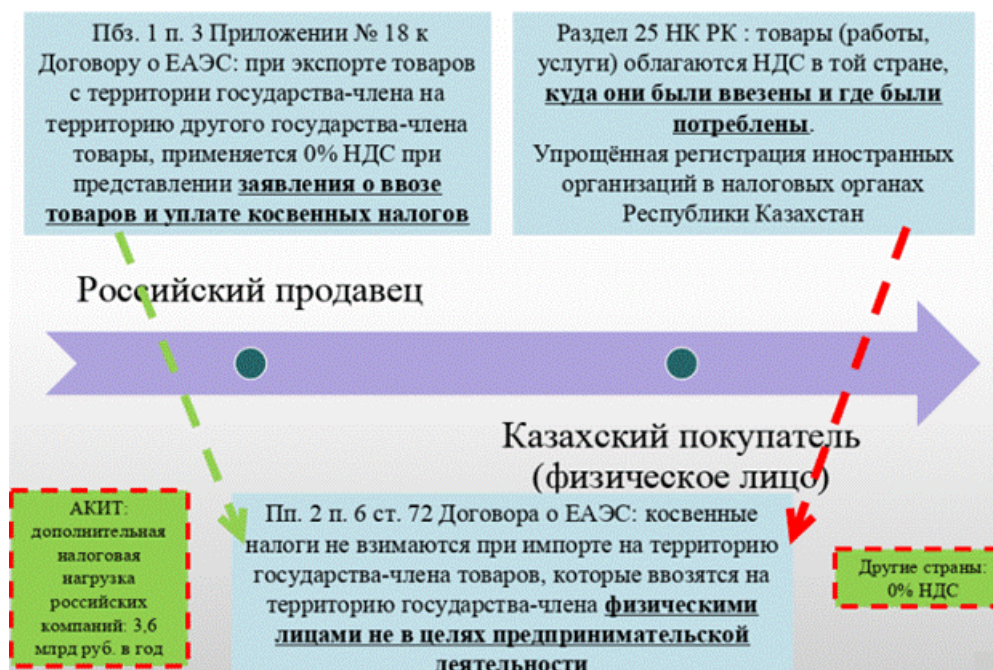 Пбз. 1 п. 3 Приложении № 18 к
Договору о ЕАЭС: при экспорте товаров
с территории государства-члена на
территорию другого государства-члена
товары, применяется 0% НДС при
представлении заявления о ввозе
товаров и уплате косвенных налогов
Раздел 25 НК РК : товары (работы,
услуги) облагаются НДС в той стране,
куда они были ввезены и где были
потреблены.
Упрощённая регистрация иностранных
организаций в налоговых органах
Республики Казахстан
Российский продавец
Казахский покупатель
(физическое лицо)
АКИТ:
дополнительная
налоговая
нагрузка
российских
компаний: 3,6
млрд руб. в год
Пп. 2 п. 6 ст. 72 Договора о ЕАЭС: косвенные
налоги не взимаются при импорте на территорию
государства-члена товаров, которые ввозятся на
территорию государства-члена физическими
лицами не в целях предпринимательской
деятельности
Другие страны:
0% НДС